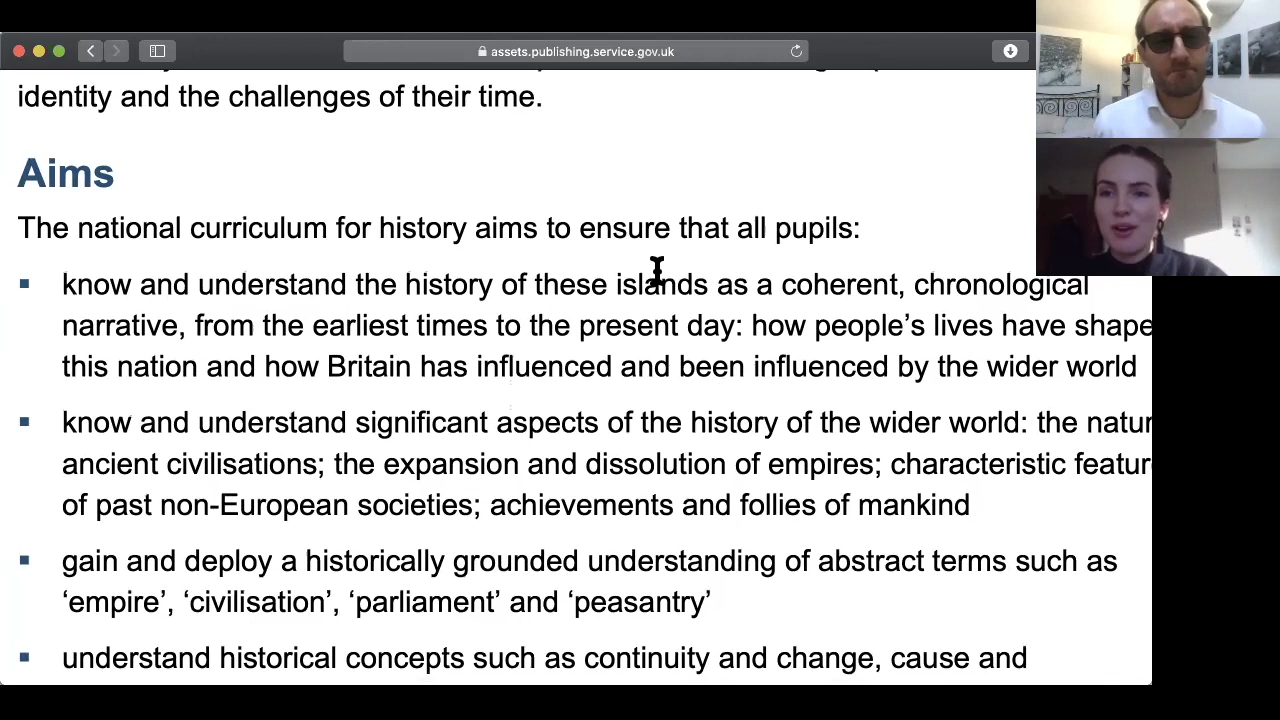 assets.publishing.service.gov.uk
identity and the challenges of their time.
Aims
The national curriculum for history aims to ensure that all pupils:
know and understand the history of these islands as a coherent, chronological
narrative, from the earliest times to the present day: how people’s lives have shape
this nation and how Britain has influenced and been influenced by the wider world
know and understand significant aspects of the history of the wider world: the natur
ancient civilisations; the expansion and dissolution of empires; characteristic featur
of past non-European societies; achievements and follies of mankind
gain and deploy a historically grounded understanding of abstract terms such as
‘empire’, ‘civilisation’, ‘parliament’ and ‘peasantry’
understand historical concepts such as continuity and change, cause and